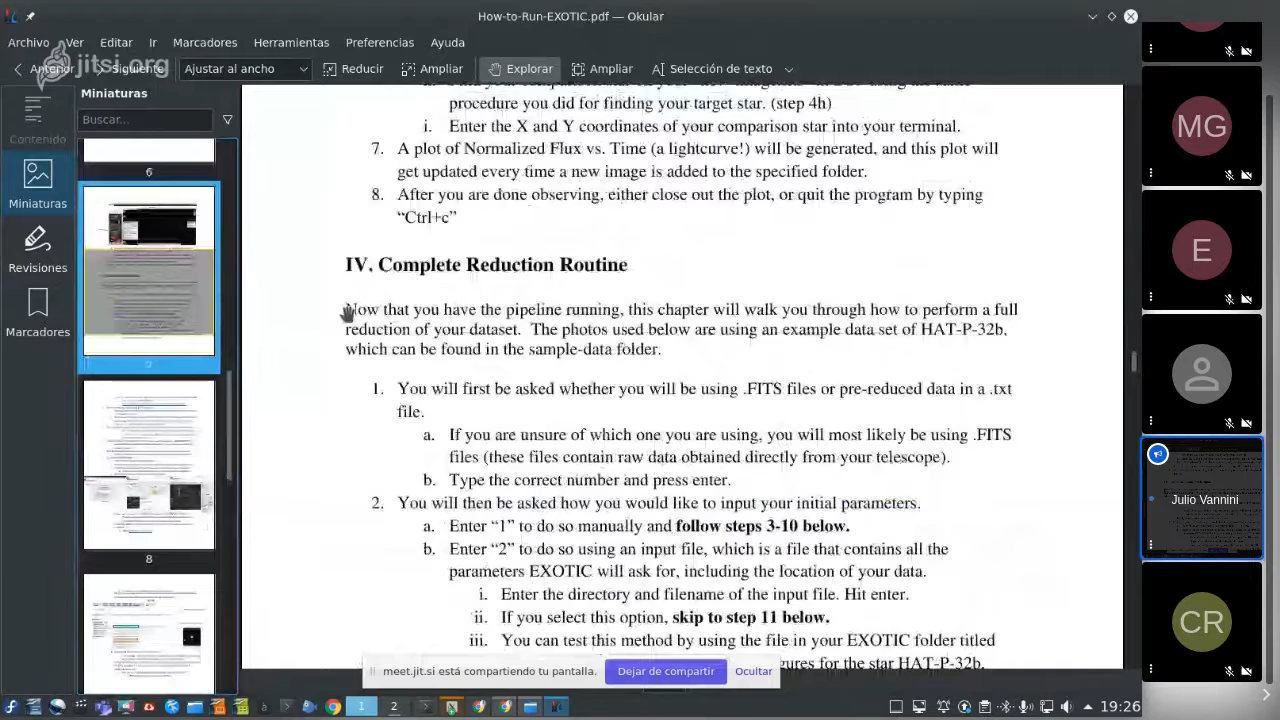 How-to-Run-EXOTIC.pdf — Okular
Archivo Ver Editar Ir Marcadores Herramientas Preferencias Ayuda
jitsi.org
Anterior Siguiente Ajustar al ancho Reducir Ampliar Explorar Ampliar Selección de texto
Miniaturas
Contenido
Buscar...
Miniaturas
Revisiones
Marcadores
6
8
procedure you did for finding your target star. (step 4h)
i. Enter the X and Y coordinates of your comparison star into your terminal.
7. A plot of Normalized Flux vs. Time (a lightcurve!) will be generated, and this plot will
get updated every time a new image is added to the specified folder.
8. After you are done observing, either close out the plot, or quit the program by typing
“Ctrl+c”
IV. Complete Reduction Routine
Now that you have the pipeline running, this chapter will walk you through how to perform a full
reduction of your dataset. The photos used below are using an example data set of HAT-P-32b,
which can be found in the sample-data folder.
1. You will first be asked whether you will be using .FITS files or pre-reduced data in a .txt
file.
a. If you are unsure of which one you are using, you will most likely be using .FITS
files (these files contain raw data obtained directly from your telescope).
b. Type the correct number and press enter.
2. You will then be asked how you would like to input your initial parameters.
a. Enter to do so manually and follow steps 3-10 below.
b. Enter “2” to do so using an input file, which is a file that contains all the
parameters EXOTIC will ask for, including the location of your data.
i. Enter the directory and filename of the input file. Hit enter.
ii. If you select this option, skip to step 11 below.
iii. You can test this method by using the file in your EXOTIC folder titled
for the star HAT-P-32b
meet.jit.si está compartiendo tu pantalla. Dejar de compartir Ocultar
MG
E
Julio Vannini
CR
1 2
19:26